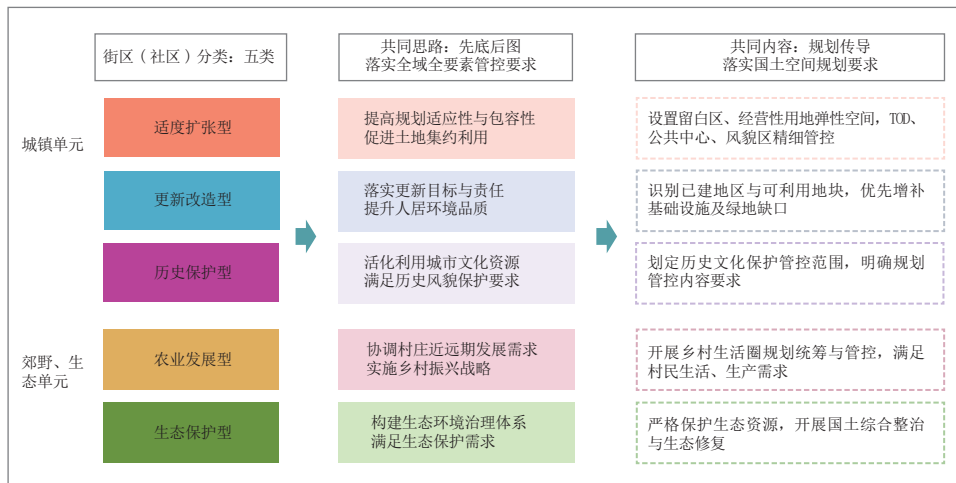 街区（社区）分类：五类
共同思路：先底后图
落实全域全要素管控要求
共同内容：规划传导
落实国土空间规划要求
城镇单元
适度扩张型
提高规划适应性与包容性
促进土地集约利用
设置留白区、经营性用地弹性空间，TOD、
公共中心、风貌区精细管控
更新改造型
落实更新目标与责任
提升人居环境品质
识别已建地区与可利用地块，优先增补
基础设施及绿地缺口
历史保护型
活化利用城市文化资源
满足历史风貌保护要求
划定历史文化保护管控范围，明确规划
管控内容要求
郊野、生
态单元
农业发展型
协调村庄近远期发展需求
实施乡村振兴战略
开展乡村生活圈规划统筹与管控，满足
村民生活、生产需求
生态保护型
构建生态环境治理体系
满足生态保护需求
严格保护生态资源，开展国土综合整治
与生态修复